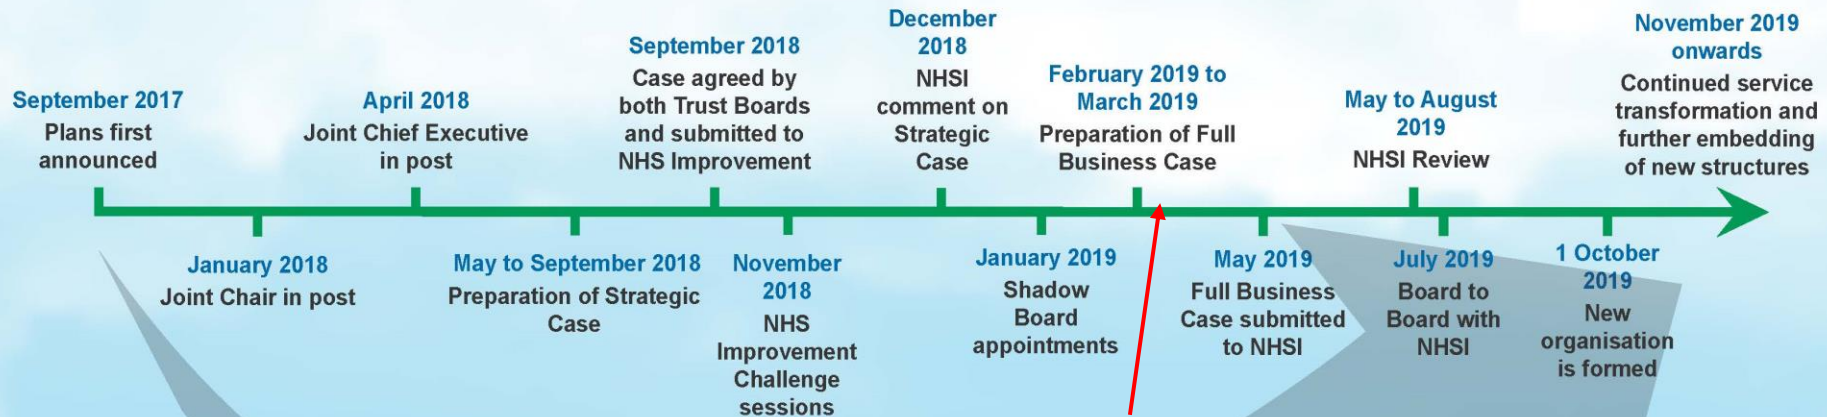 September 2017
Plans first
announced
January 2018
Joint Chair in post
April 2018
Joint Chief Executive
in post
May to September 2018
Preparation of Strategic
Case
September 2018
Case agreed by
both Trust Boards
and submitted to
NHS Improvement
November
2018
NHS
Improvement
Challenge
sessions
December
2018
NHSI
comment on
Strategic
Case
January 2019
Shadow
Board
appointments
February 2019 to
March 2019
Preparation of Full
Business Case
May 2019
Full Business
Case submitted
to NHSI
May to August
2019
NHSI Review
July 2019
Board to
Board with
NHSI
1 October
2019
New
organisation
is formed
November 2019
onwards
Continued service
transformation and
further embedding
of new structures